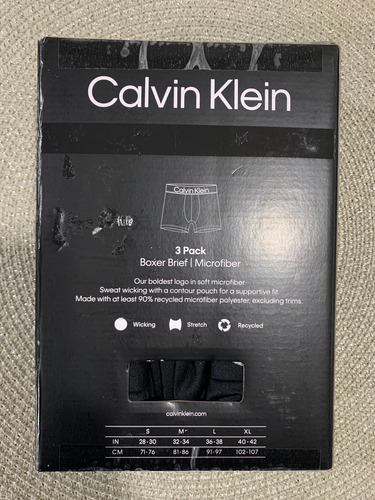 Calvin Klein
Calvin Klein
3 Pack
Boxer Brief | Microfiber
Our boldest logo in soft microfiber
Sweat wicking with a contour pouch for a supportive fit
Made with at least 90% recycled microfiber polyester, excluding trims.
Wicking Stretch Recycled
calvinklein.com
S M* L XL
IN 28-30 32-34 36-38 40-42
CM 71-76 81-86 91-97 102-107